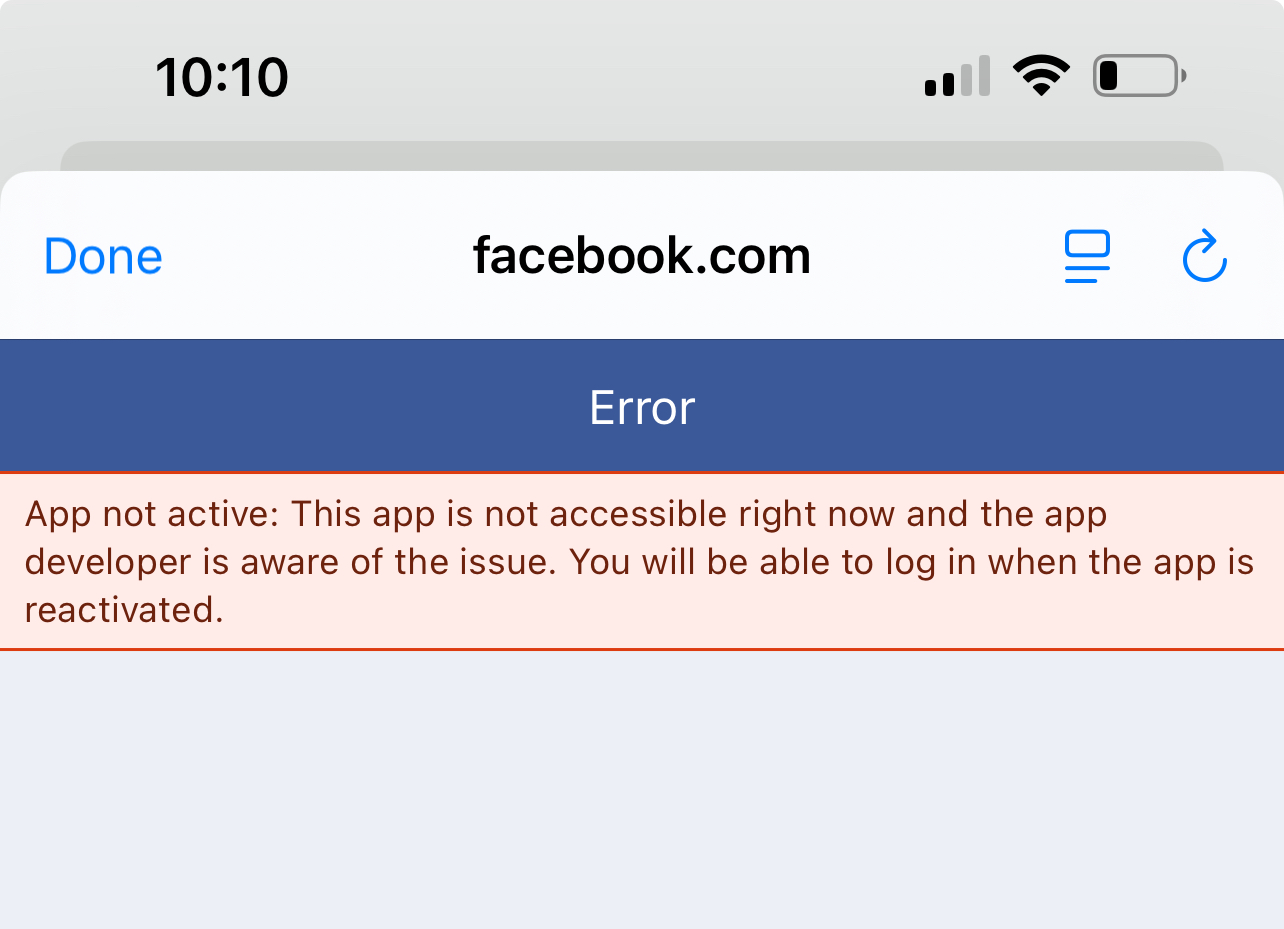 10:10
Done facebook.com
Error
App not active: This app is not accessible right now and the app
developer is aware of the issue. You will be able to log in when the app is
reactivated.